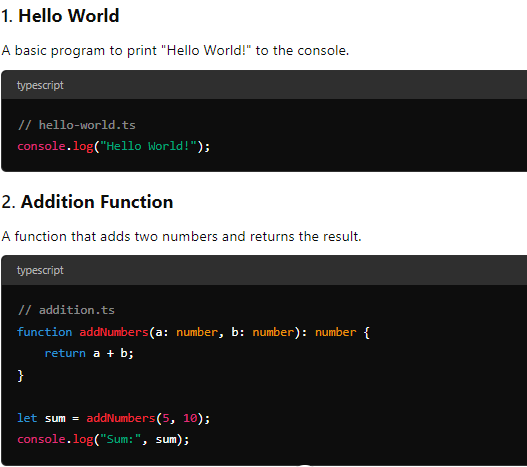 1. Hello World
A basic program to print "Hello World!" to the console.
typescript
// hello-world.ts
console.log("Hello World!");
2. Addition Function
A function that adds two numbers and returns the result.
typescript
// addition.ts
function addNumbers(a: number, b: number): number {
    return a + b;
}
let sum = addNumbers(5, 10);
console.log("Sum:", sum);